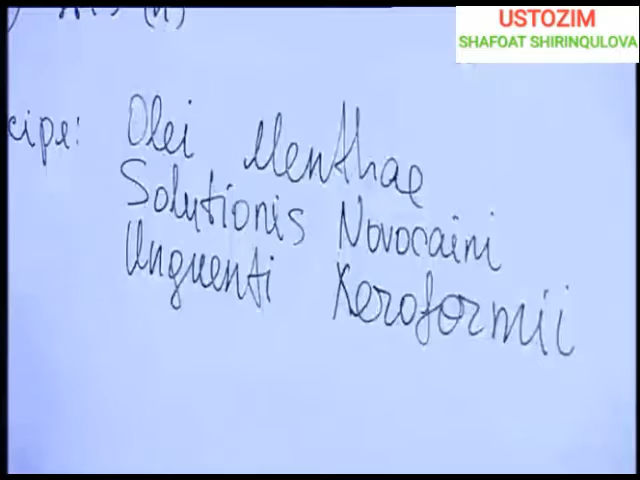 USTOZIM
SHAFOAT SHIRINQULOVA
cipe: Olei Menthae
Solutionis Novocaini
Unguenti Xeroformii